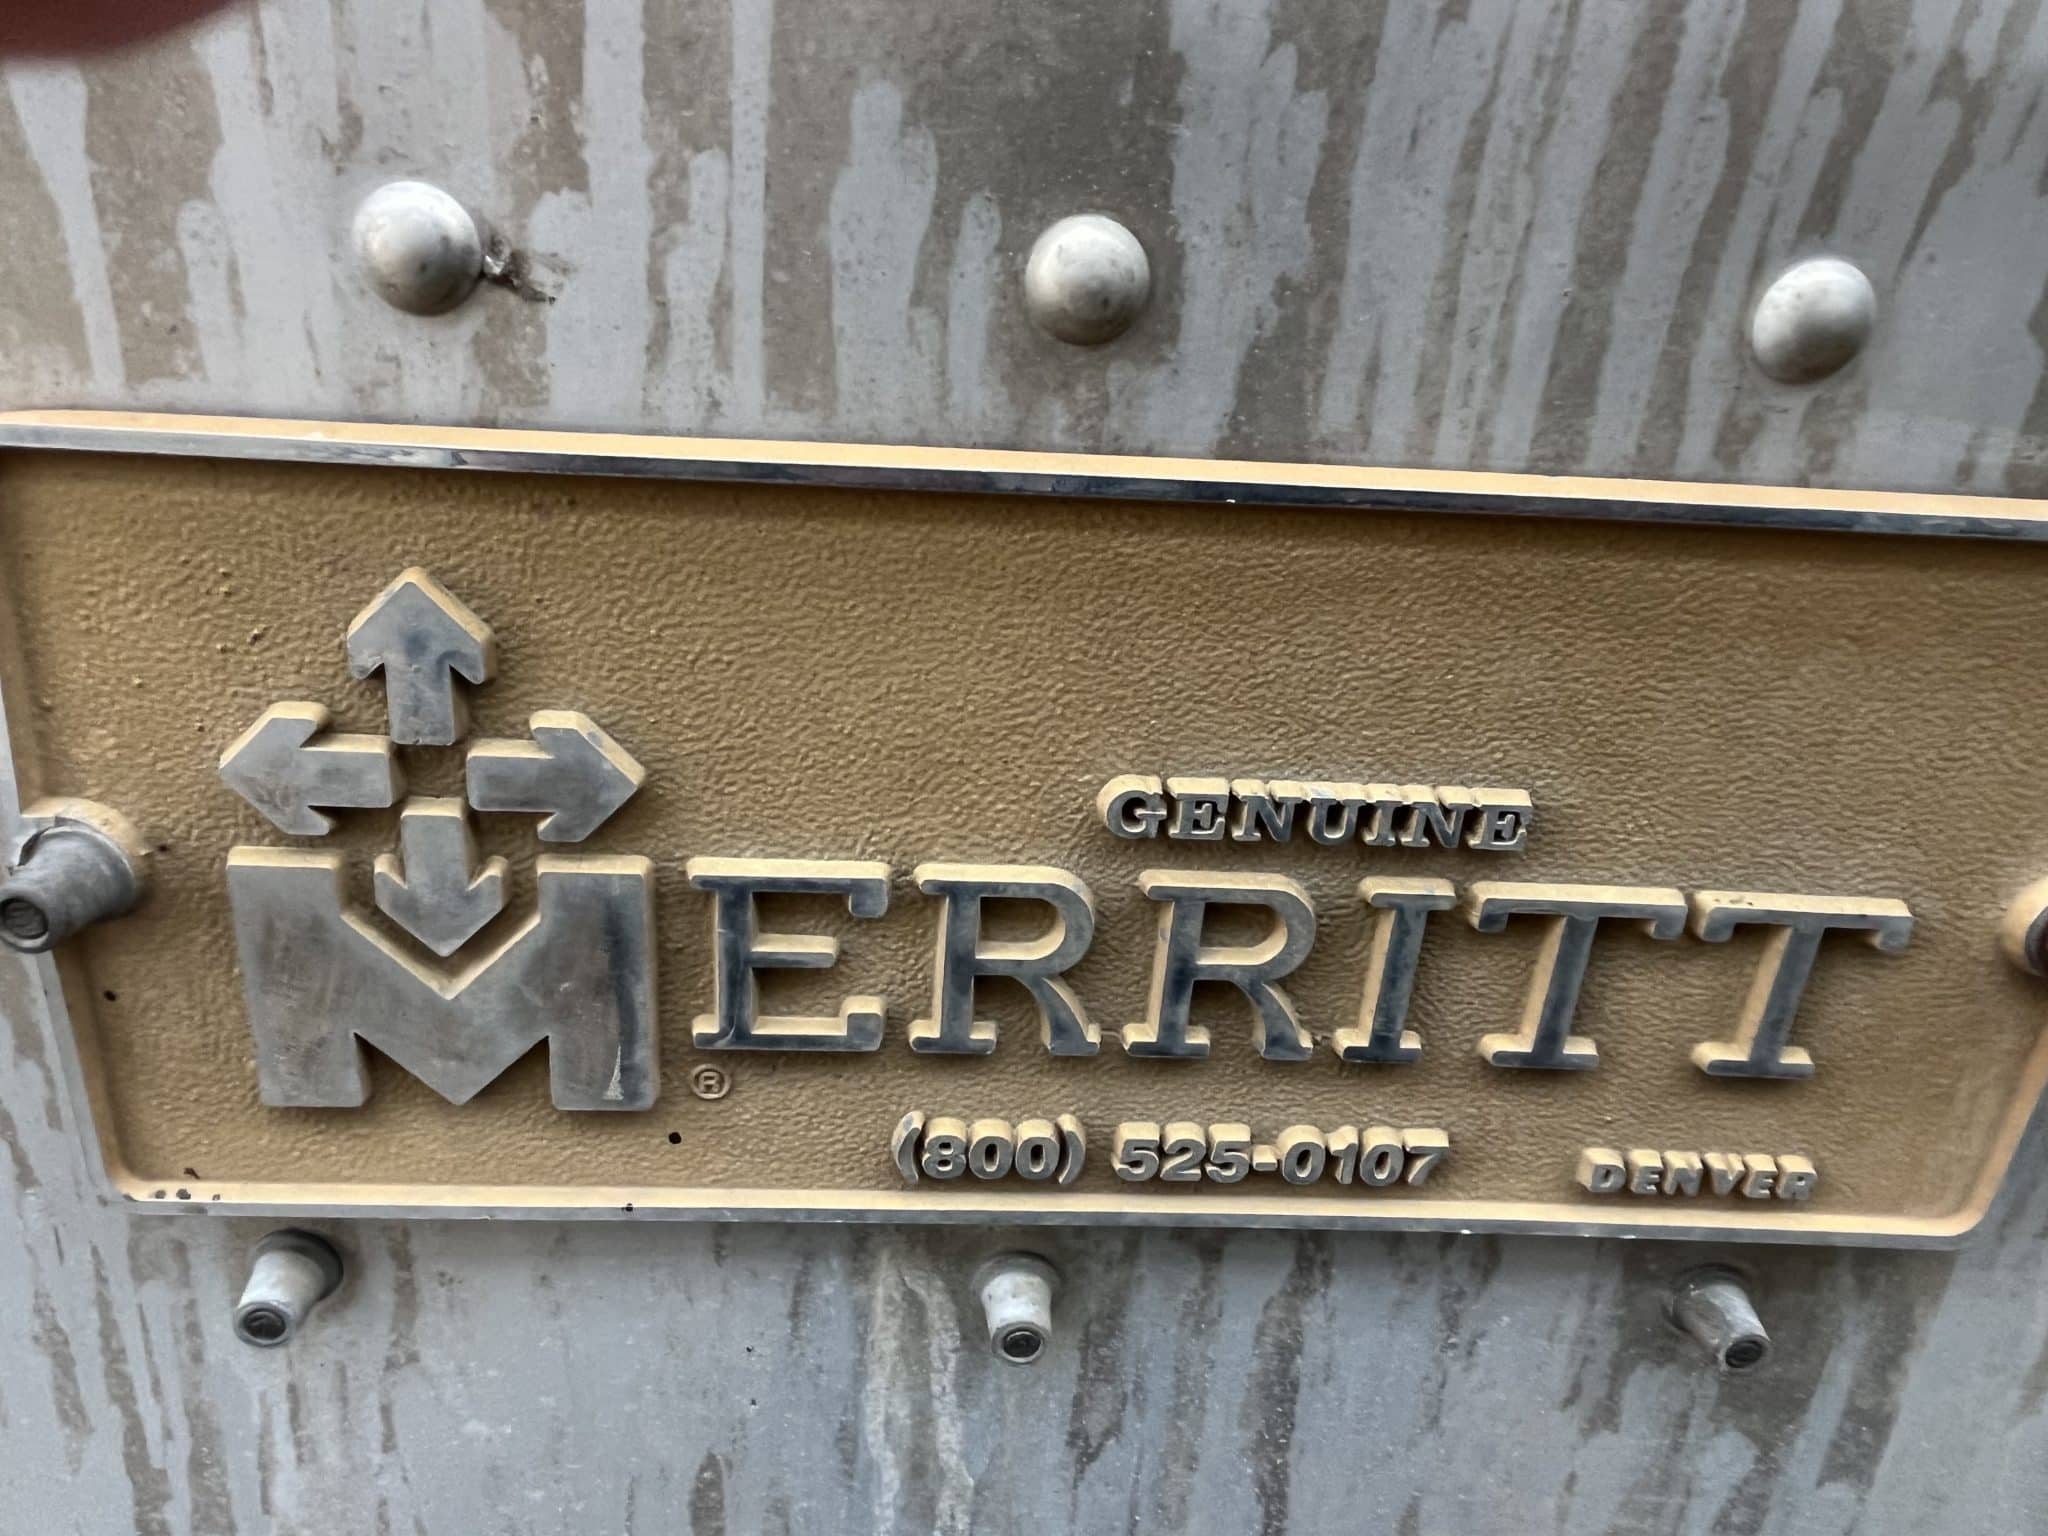 GENUINE
MERRITT
®
(800) 525-0107 DENVER